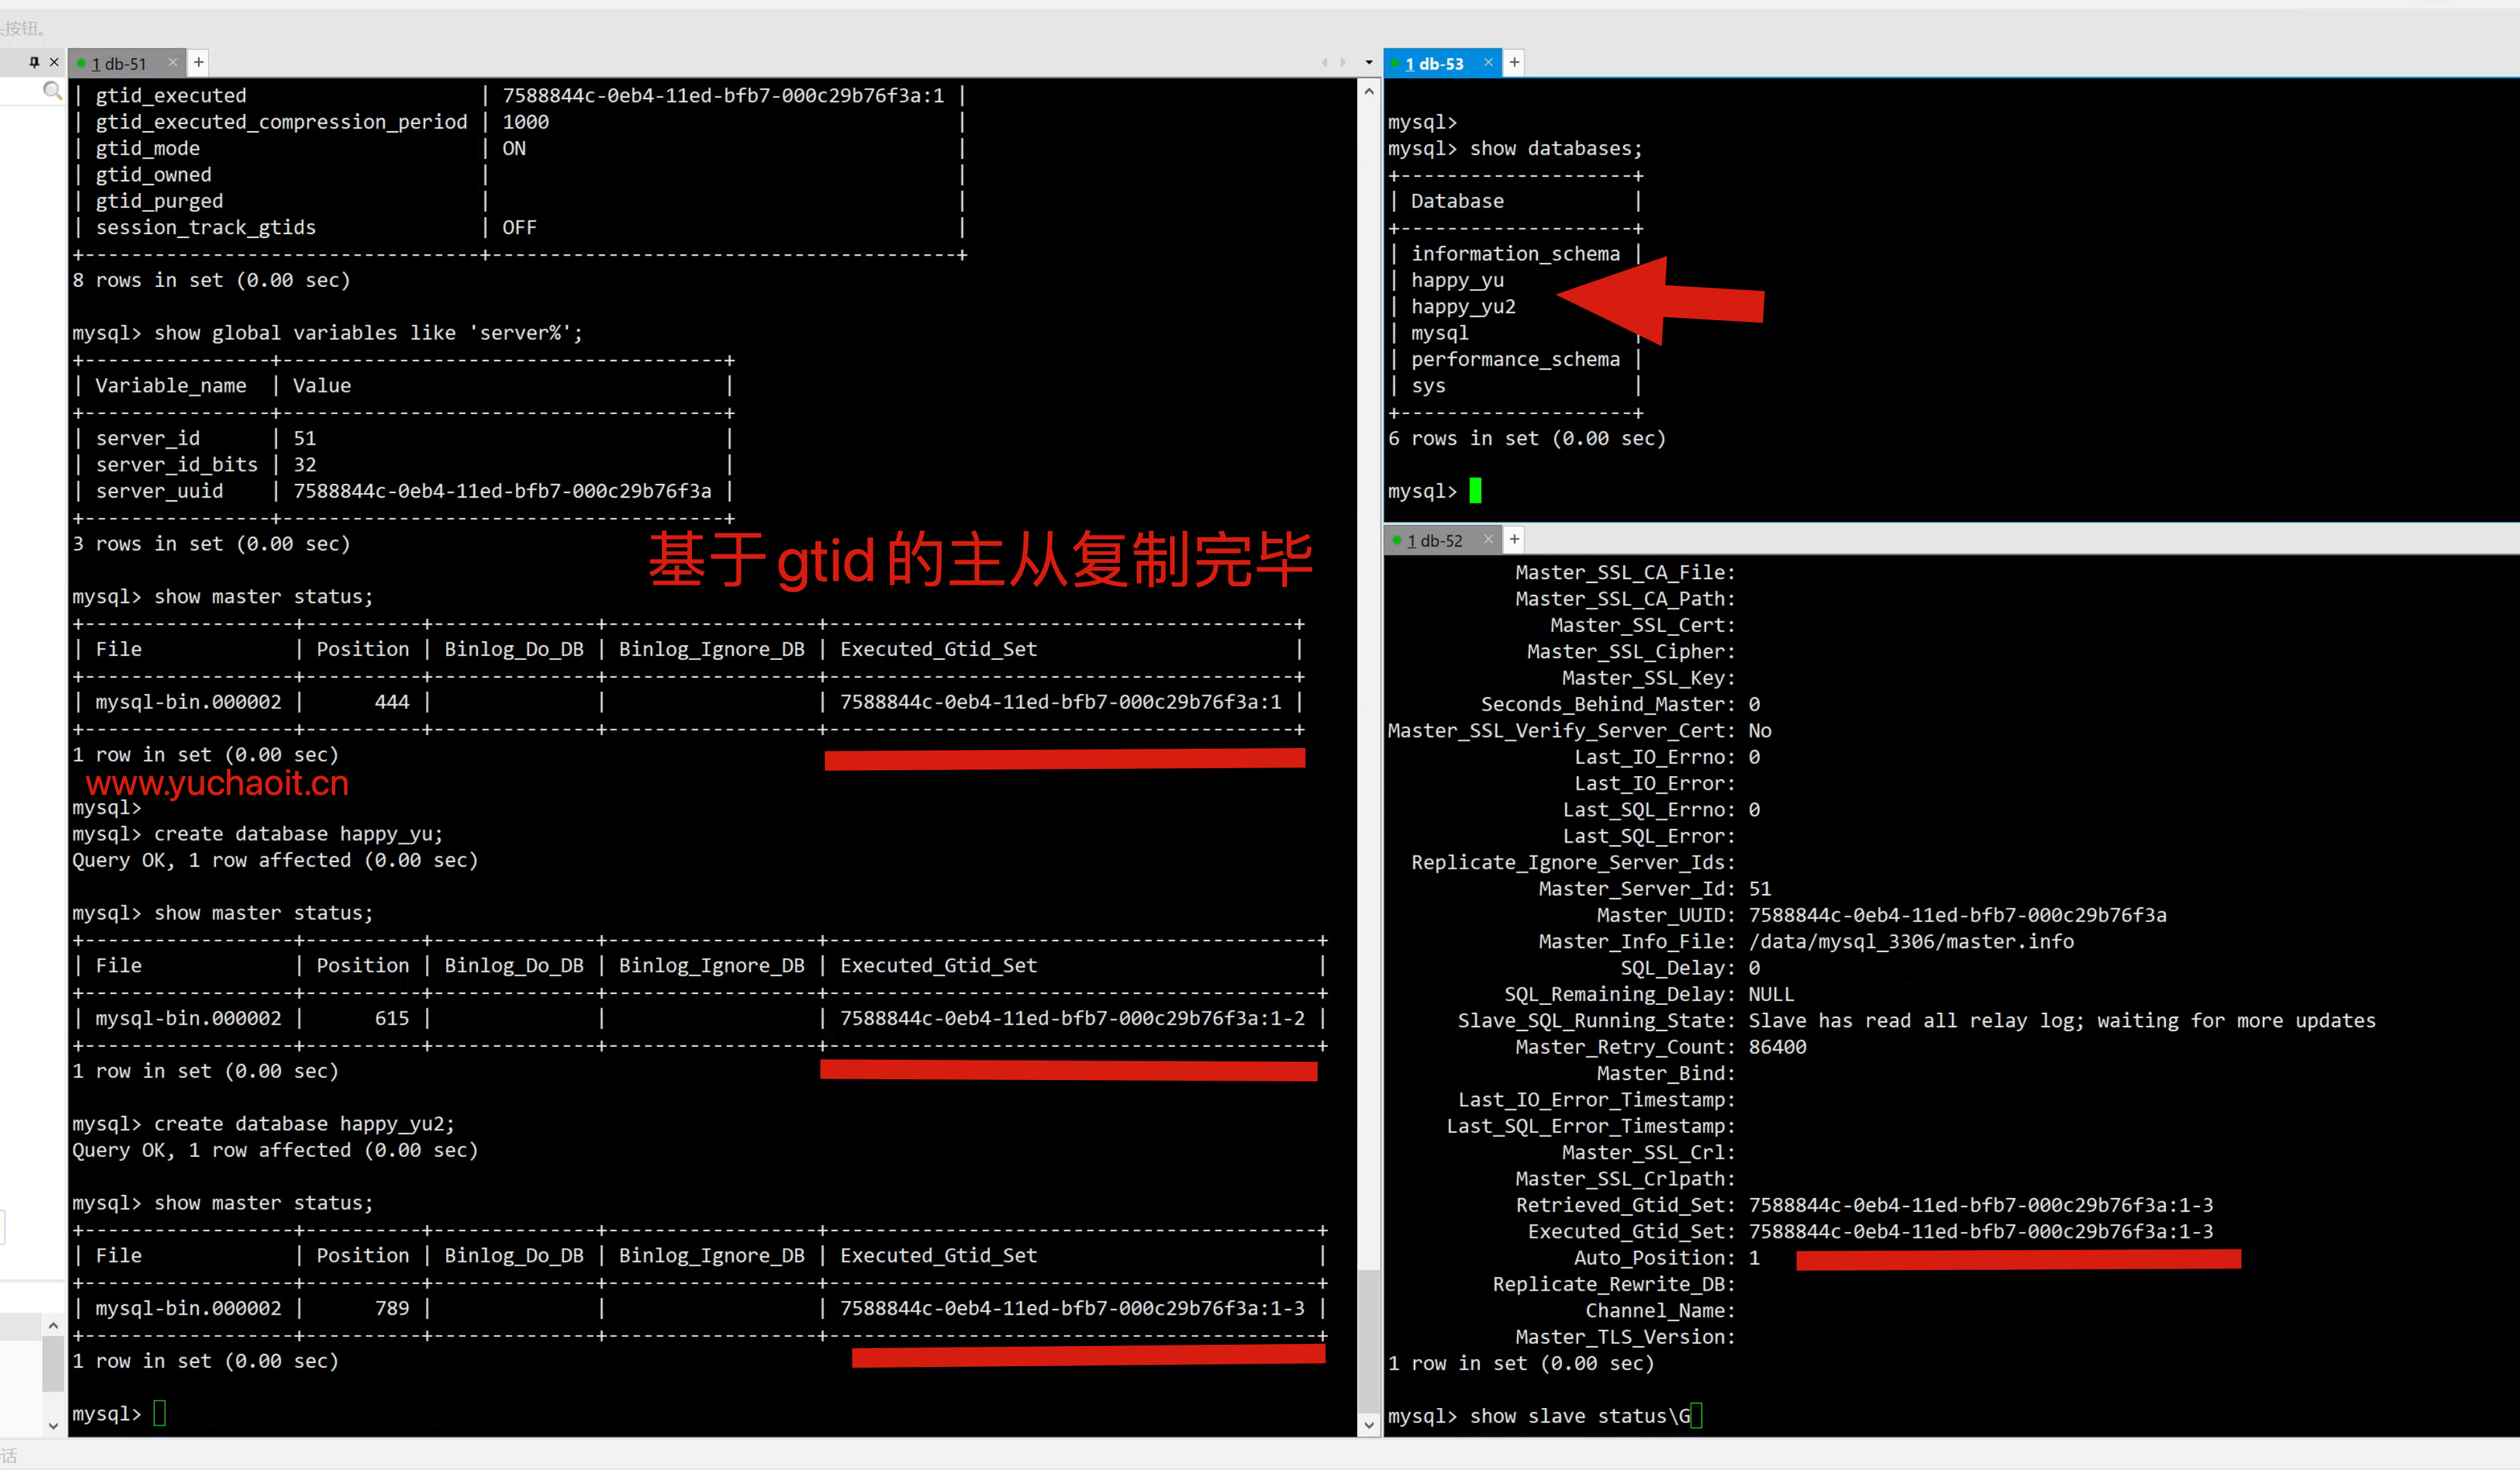 头按钮。
1 db-51
| gtid_executed                    | 7588844c-0eb4-11ed-bfb7-000c29b76f3a:1 |
| gtid_executed_compression_period | 1000                                   |
| gtid_mode                        | ON                                     |
| gtid_owned                       |                                        |
| gtid_purged                      |                                        |
| session_track_gtids              | OFF                                    |
+----------------------------------+----------------------------------------+
8 rows in set (0.00 sec)
mysql> show global variables like 'server%';
+----------------+--------------------------------------+
| Variable_name  | Value                                |
+----------------+--------------------------------------+
| server_id      | 51                                   |
| server_id_bits | 32                                   |
| server_uuid    | 7588844c-0eb4-11ed-bfb7-000c29b76f3a |
+----------------+--------------------------------------+
3 rows in set (0.00 sec)
基于gtid的主从复制完毕
mysql> show master status;
+------------------+----------+--------------+------------------+----------------------------------------+
| File             | Position | Binlog_Do_DB | Binlog_Ignore_DB | Executed_Gtid_Set                      |
+------------------+----------+--------------+------------------+----------------------------------------+
| mysql-bin.000002 |      444 |              |                  | 7588844c-0eb4-11ed-bfb7-000c29b76f3a:1 |
+------------------+----------+--------------+------------------+----------------------------------------+
1 row in set (0.00 sec)
www.yuchaoit.cn
mysql>
mysql> create database happy_yu;
Query OK, 1 row affected (0.00 sec)
mysql> show master status;
+------------------+----------+--------------+------------------+------------------------------------------+
| File             | Position | Binlog_Do_DB | Binlog_Ignore_DB | Executed_Gtid_Set                        |
+------------------+----------+--------------+------------------+------------------------------------------+
| mysql-bin.000002 |      615 |              |                  | 7588844c-0eb4-11ed-bfb7-000c29b76f3a:1-2 |
+------------------+----------+--------------+------------------+------------------------------------------+
1 row in set (0.00 sec)
mysql> create database happy_yu2;
Query OK, 1 row affected (0.00 sec)
mysql> show master status;
+------------------+----------+--------------+------------------+------------------------------------------+
| File             | Position | Binlog_Do_DB | Binlog_Ignore_DB | Executed_Gtid_Set                        |
+------------------+----------+--------------+------------------+------------------------------------------+
| mysql-bin.000002 |      789 |              |                  | 7588844c-0eb4-11ed-bfb7-000c29b76f3a:1-3 |
+------------------+----------+--------------+------------------+------------------------------------------+
1 row in set (0.00 sec)
mysql>
1 db-53
mysql>
mysql> show databases;
+--------------------+
| Database           |
+--------------------+
| information_schema |
| happy_yu
| happy_yu2
| mysql              |
| performance_schema |
| sys                |
+--------------------+
6 rows in set (0.00 sec)
mysql>
1 db-52
Master_SSL_CA_File:
Master_SSL_CA_Path:
Master_SSL_Cert:
Master_SSL_Cipher:
Master_SSL_Key:
Seconds_Behind_Master: 0
Master_SSL_Verify_Server_Cert: No
Last_IO_Errno: 0
Last_IO_Error:
Last_SQL_Errno: 0
Last_SQL_Error:
Replicate_Ignore_Server_Ids:
Master_Server_Id: 51
Master_UUID: 7588844c-0eb4-11ed-bfb7-000c29b76f3a
Master_Info_File: /data/mysql_3306/master.info
SQL_Delay: 0
SQL_Remaining_Delay: NULL
Slave_SQL_Running_State: Slave has read all relay log; waiting for more updates
Master_Retry_Count: 86400
Master_Bind:
Last_IO_Error_Timestamp:
Last_SQL_Error_Timestamp:
Master_SSL_Crl:
Master_SSL_Crlpath:
Retrieved_Gtid_Set: 7588844c-0eb4-11ed-bfb7-000c29b76f3a:1-3
Executed_Gtid_Set: 7588844c-0eb4-11ed-bfb7-000c29b76f3a:1-3
Auto_Position: 1
Replicate_Rewrite_DB:
Channel_Name:
Master_TLS_Version:
1 row in set (0.00 sec)
mysql> show slave status\G
话